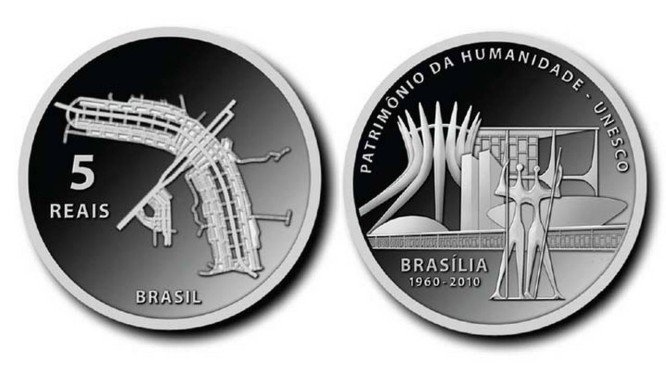 5
REAIS
BRASIL
PATRIMÔNIO DA HUMANIDADE - UNESCO
BRASÍLIA
1960-2010